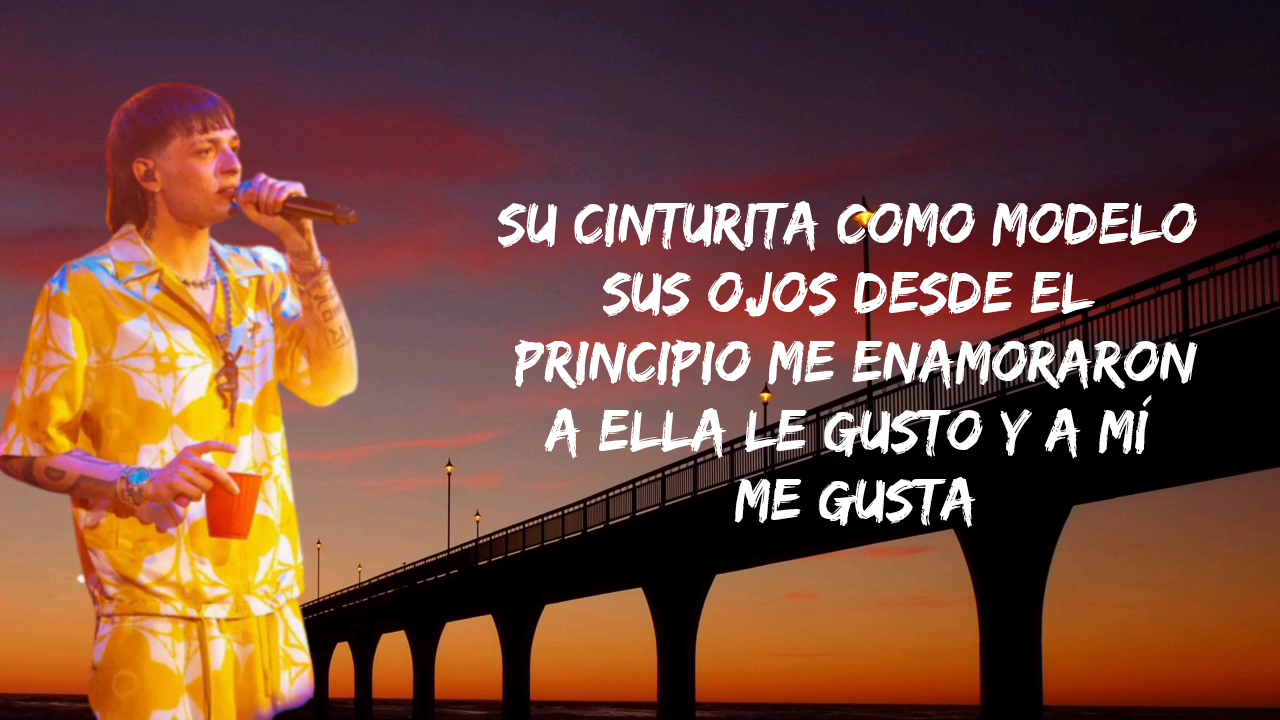 SU CINTURITA COMO MODELO
SUS OJOS DESDE EL
PRINCIPIO ME ENAMORARON
A ELLA LE GUSTO Y A MÍ
ME GUSTA